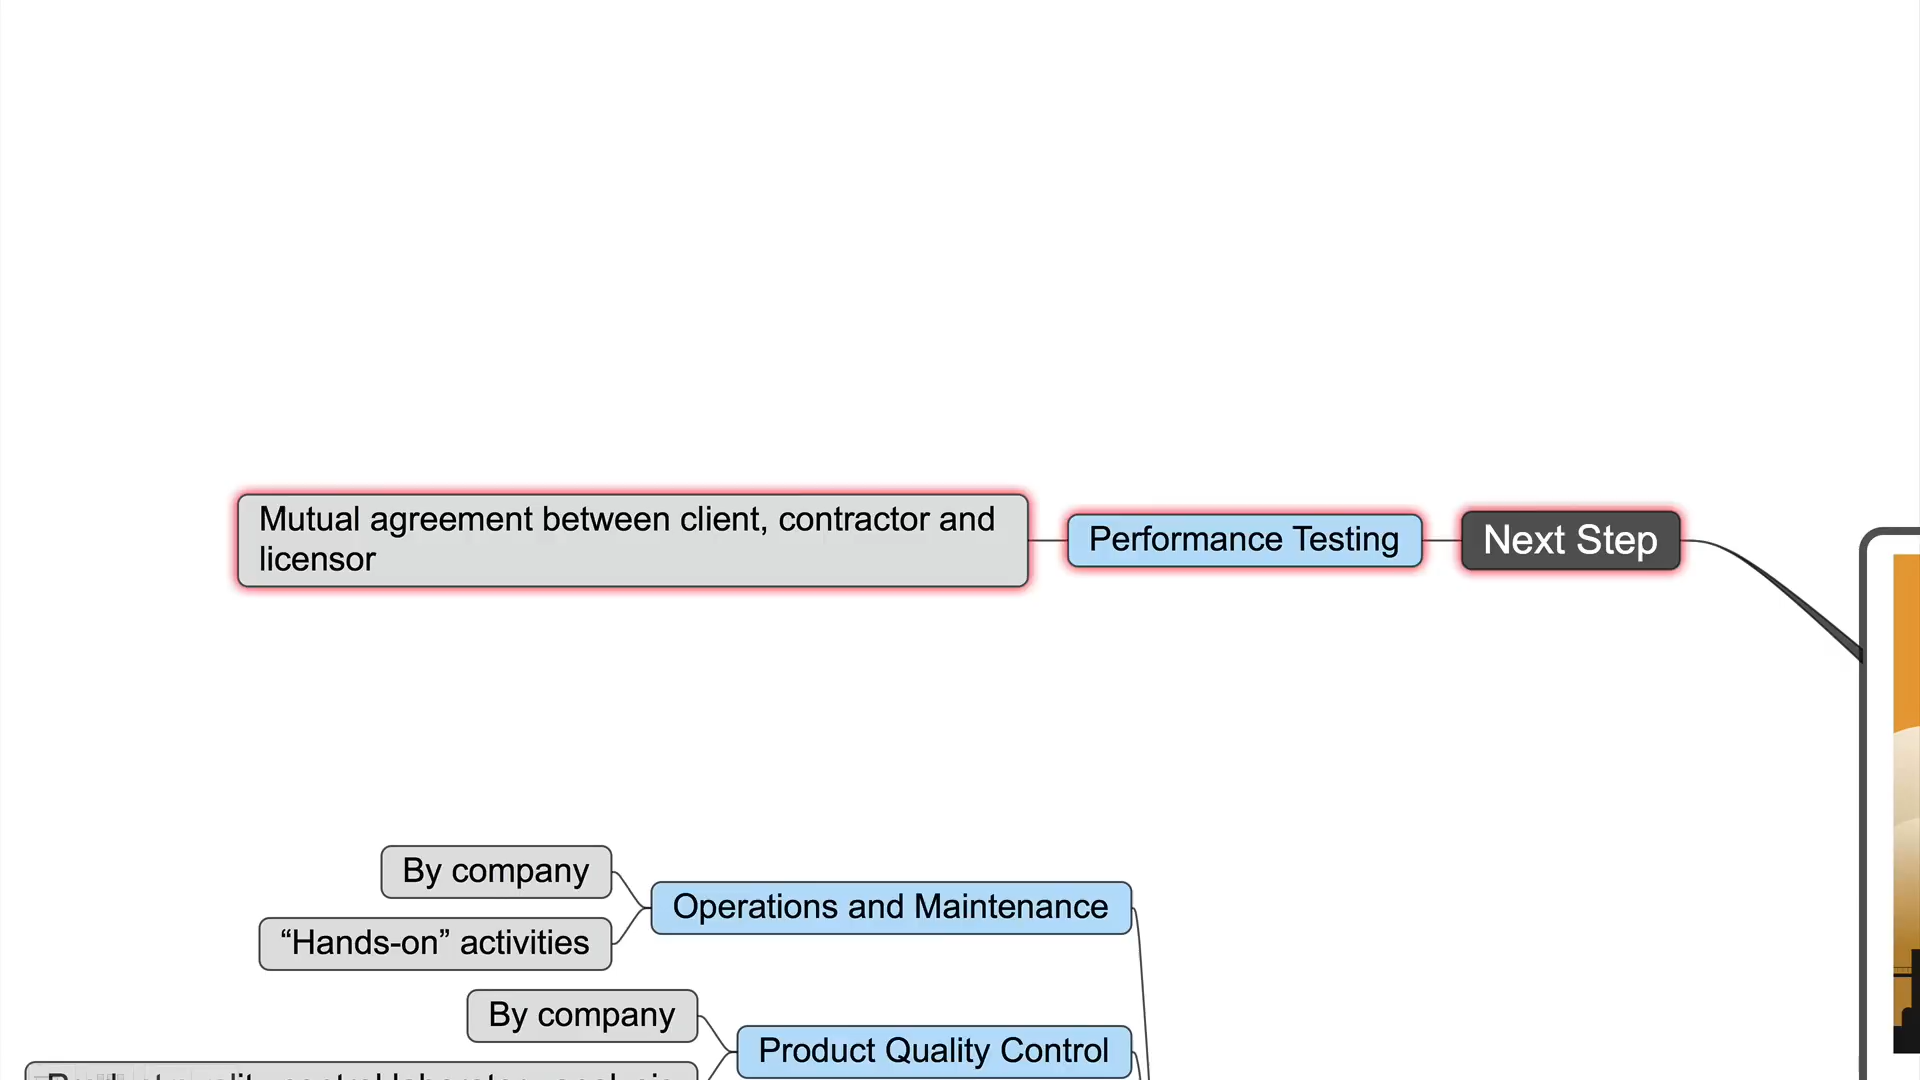 Mutual agreement between client, contractor and
licensor
Performance Testing
Next Step
By company
Operations and Maintenance
“Hands-on” activities
By company
Product Quality Control